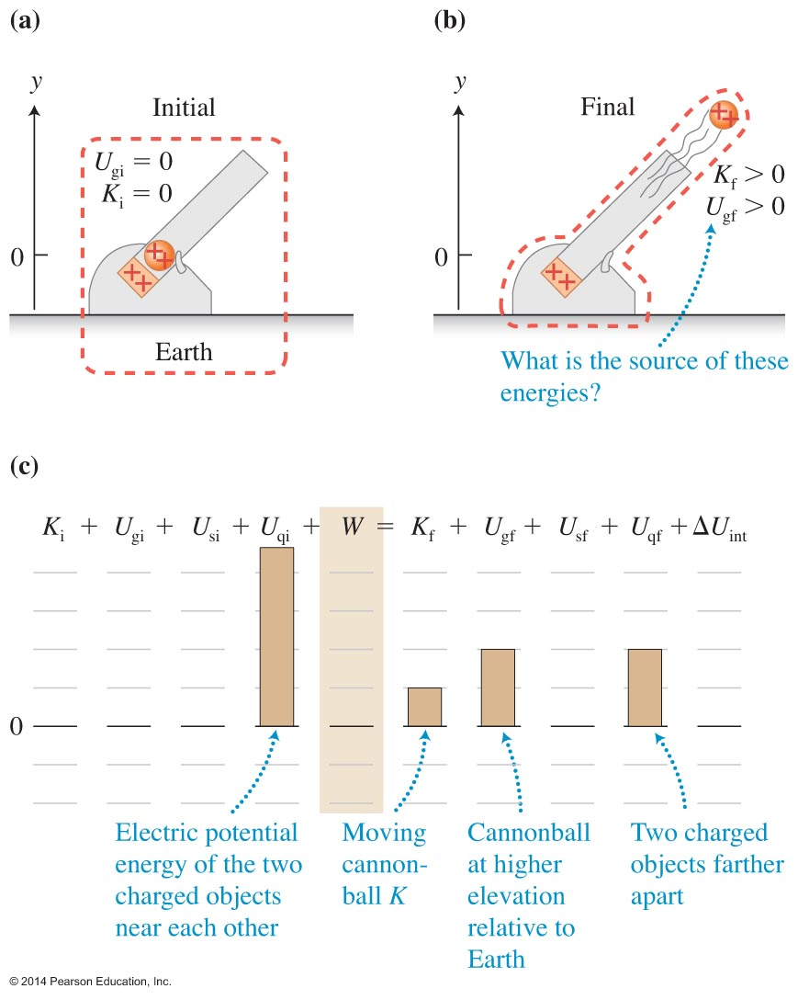 (a)
(b)
y
y
Initial
Final
U_gi = 0
K_i = 0
K_f > 0
U_gf > 0
0
0
+ +
+ +
+ +
+ +
Earth
What is the source of these
energies?
(c)
K_i + U_gi + U_si + U_qi + W = K_f + U_gf + U_sf + U_qf + ΔU_int
0
Electric potential
energy of the two
charged objects
near each other
Moving
cannon-
ball K
Cannonball
at higher
elevation
relative to
Earth
Two charged
objects farther
apart
© 2014 Pearson Education, Inc.